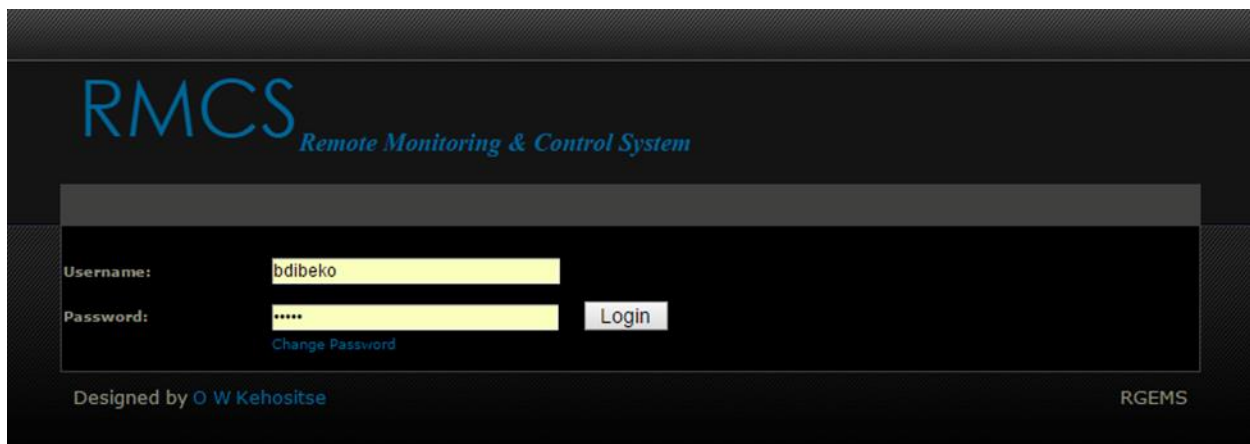 RMCS
Remote Monitoring & Control System
Username: bdibeko
Password: ••••• Login
Change Password
Designed by O W Kehositse RGEMS